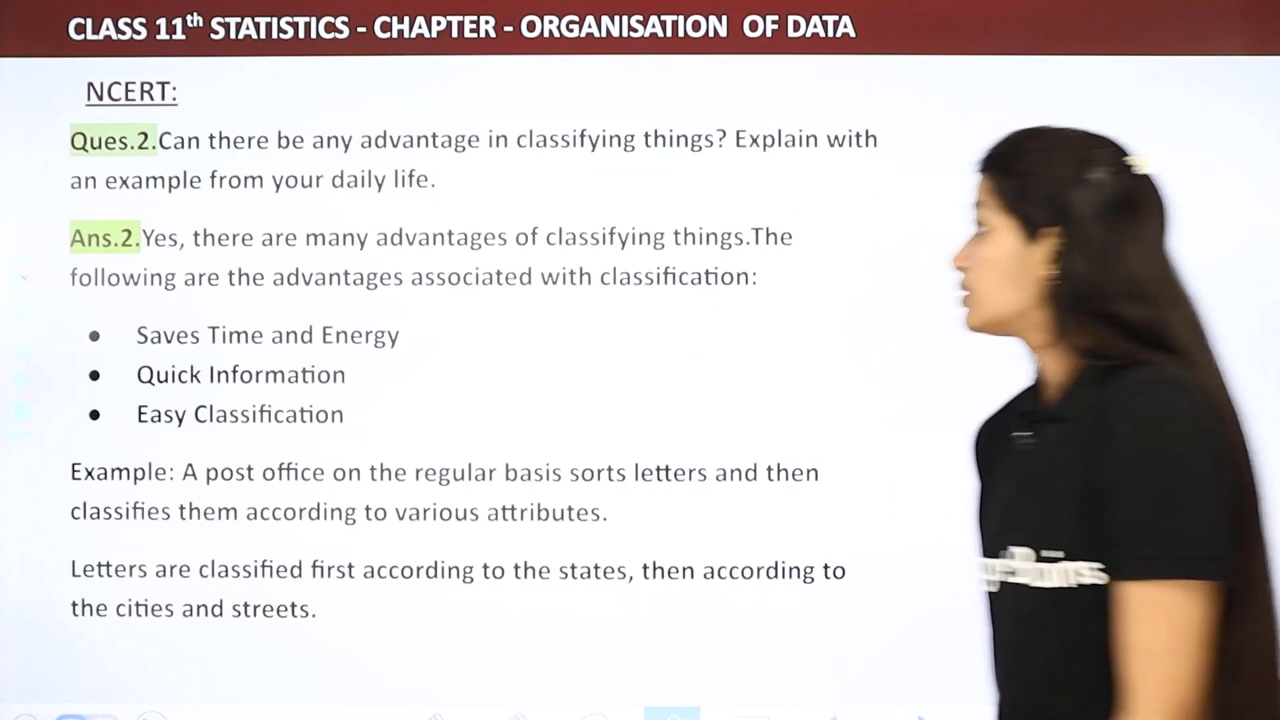 CLASS 11th STATISTICS - CHAPTER - ORGANISATION OF DATA
NCERT:
Ques.2.Can there be any advantage in classifying things? Explain with
an example from your daily life.
Ans.2.Yes, there are many advantages of classifying things.The
following are the advantages associated with classification:
● Saves Time and Energy
● Quick Information
● Easy Classification
Example: A post office on the regular basis sorts letters and then
classifies them according to various attributes.
Letters are classified first according to the states, then according to
the cities and streets.